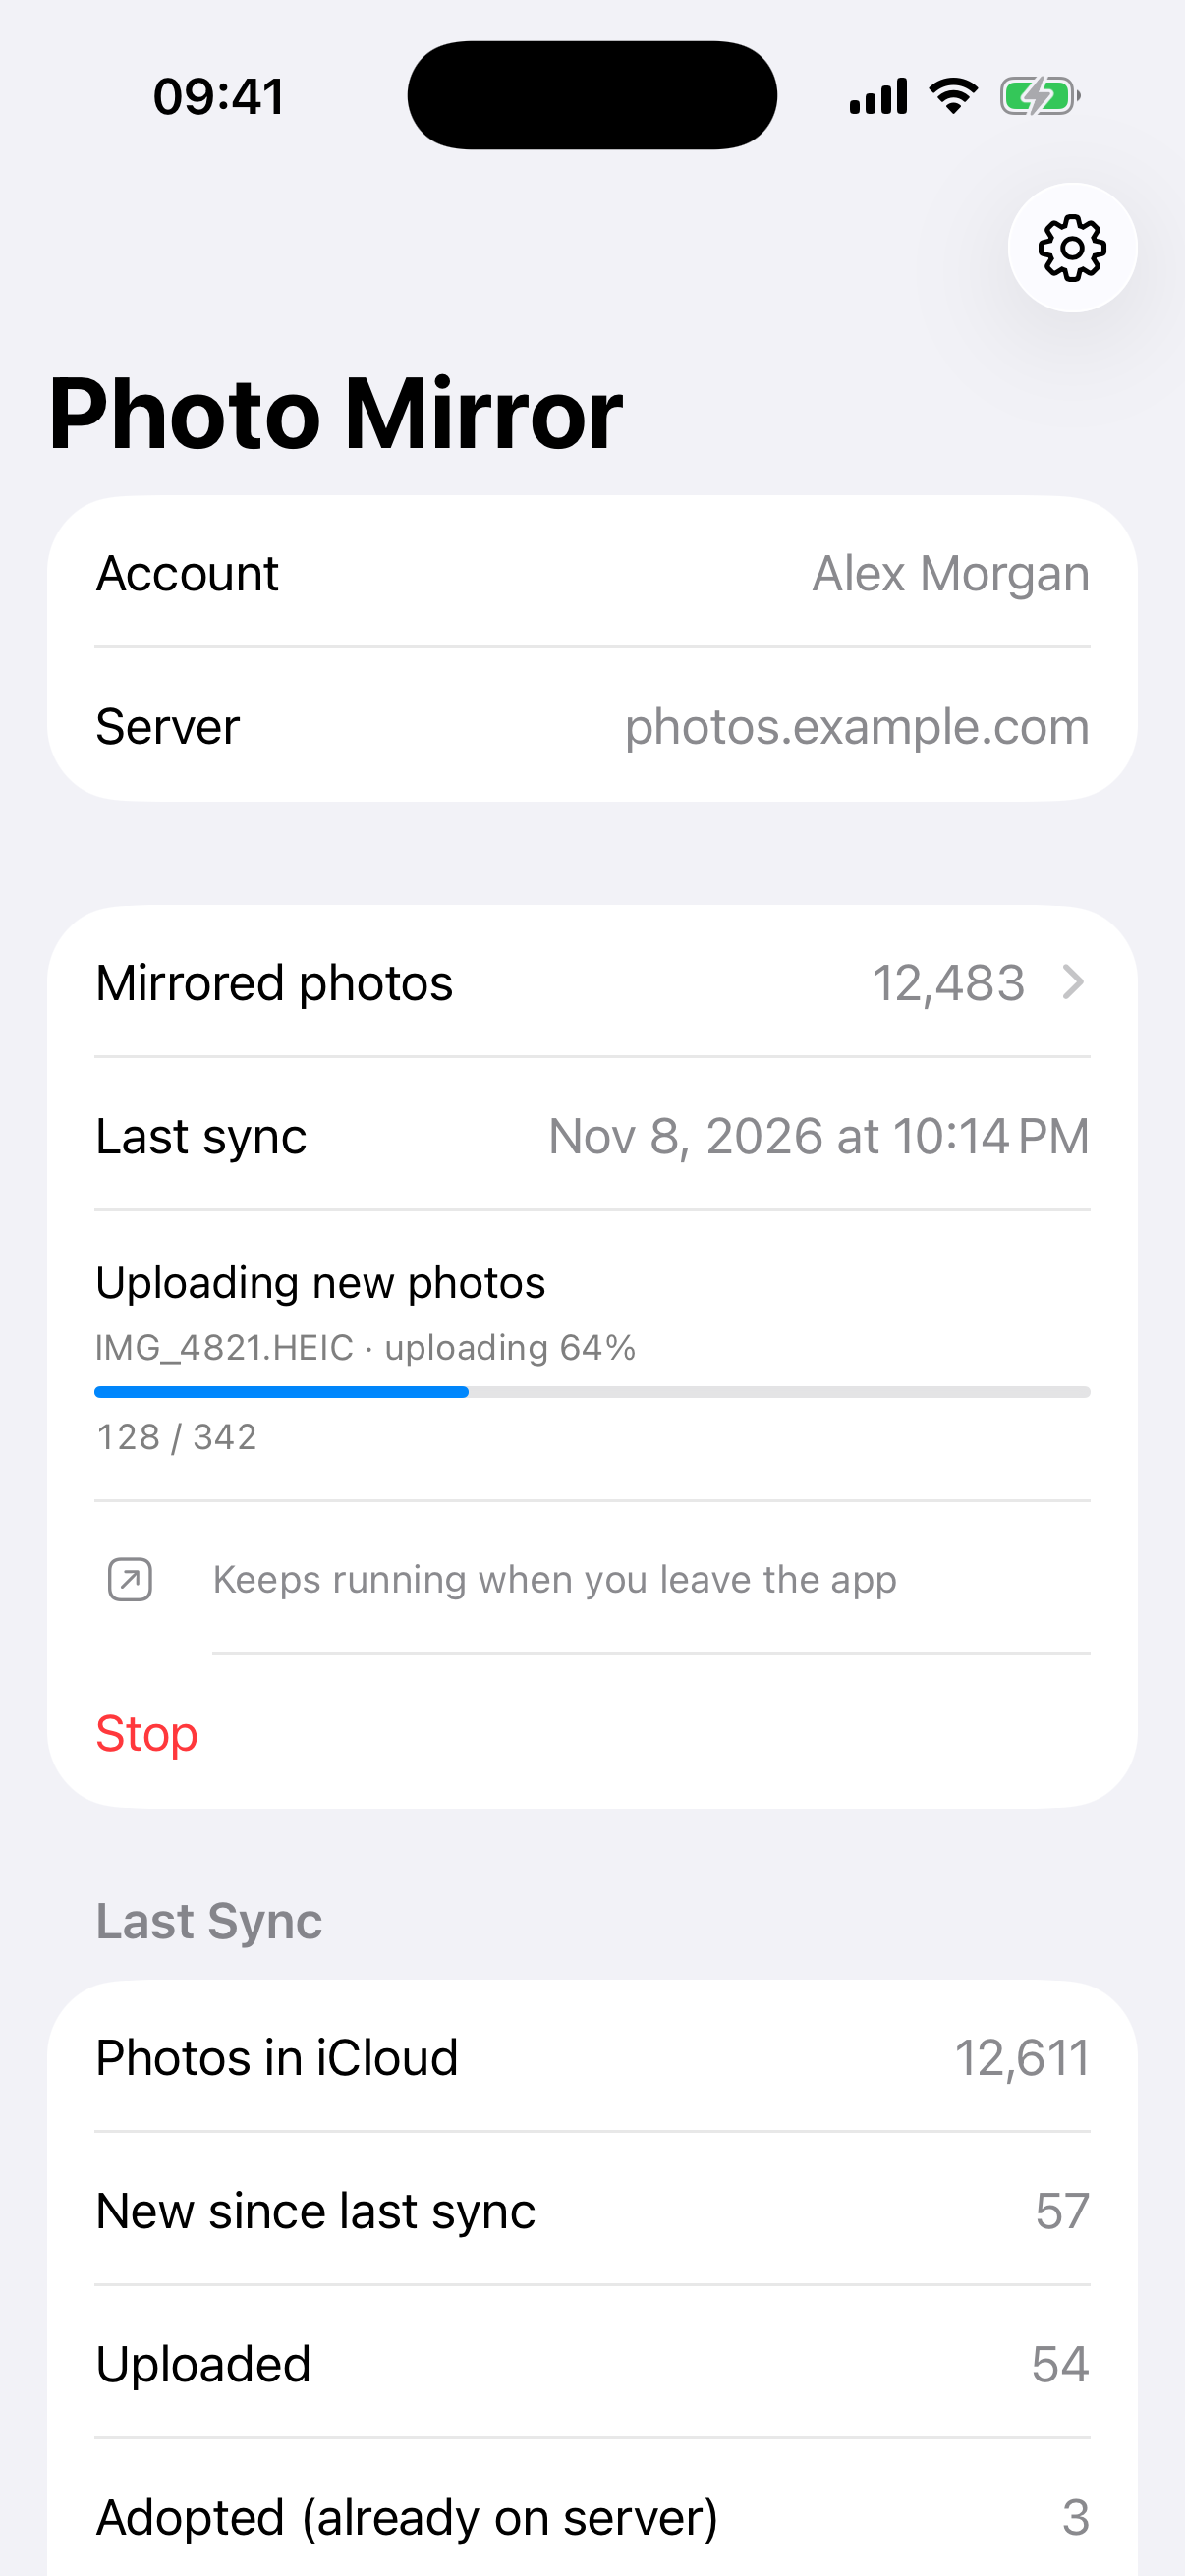 09:41
Photo Mirror
Account Alex Morgan
Server photos.example.com
Mirrored photos 12,483
Last sync Nov 8, 2026 at 10:14 PM
Uploading new photos
IMG_4821.HEIC · uploading 64%
128 / 342
Keeps running when you leave the app
Stop
Last Sync
Photos in iCloud 12,611
New since last sync 57
Uploaded 54
Adopted (already on server) 3